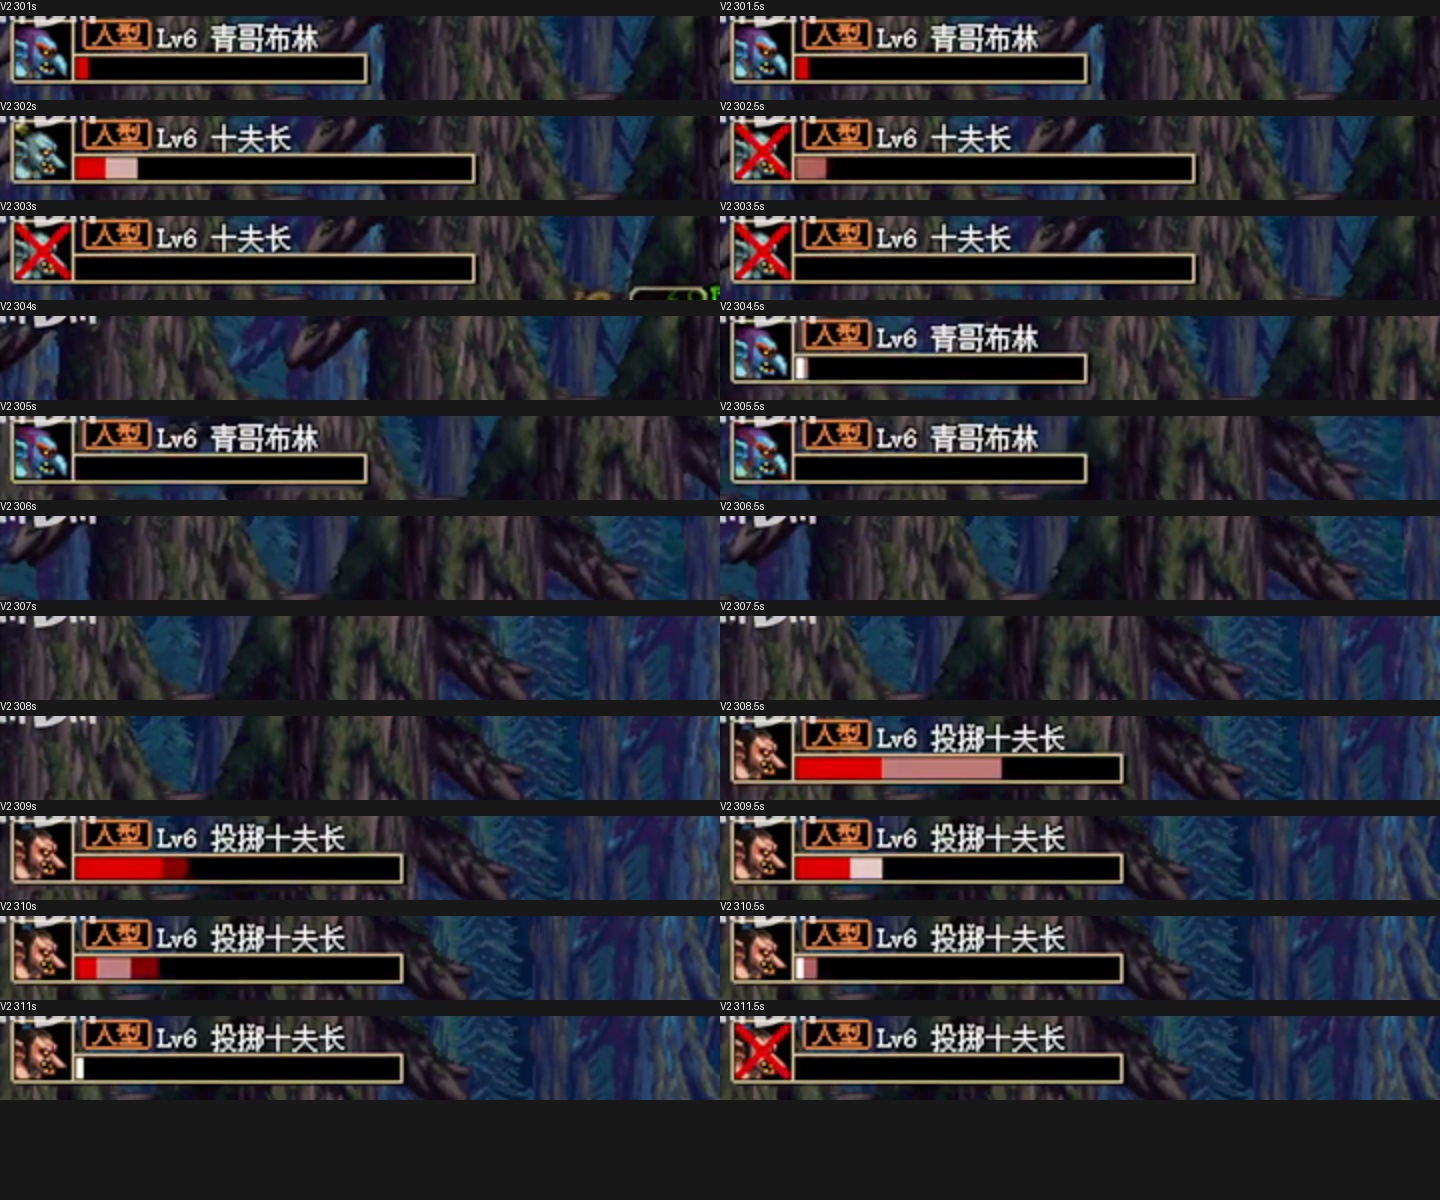 V2 301s
人型 Lv6 青哥布林
V2 301.5s
人型 Lv6 青哥布林
V2 302s
人型 Lv6 十夫长
V2 302.5s
人型 Lv6 十夫长
V2 303s
人型 Lv6 十夫长
V2 303.5s
人型 Lv6 十夫长
V2 304s
V2 304.5s
人型 Lv6 青哥布林
V2 305s
人型 Lv6 青哥布林
V2 305.5s
人型 Lv6 青哥布林
V2 306s
V2 306.5s
V2 307s
V2 307.5s
V2 308s
V2 308.5s
人型 Lv6 投掷十夫长
V2 309s
人型 Lv6 投掷十夫长
V2 309.5s
人型 Lv6 投掷十夫长
V2 310s
人型 Lv6 投掷十夫长
V2 310.5s
人型 Lv6 投掷十夫长
V2 311s
人型 Lv6 投掷十夫长
V2 311.5s
人型 Lv6 投掷十夫长